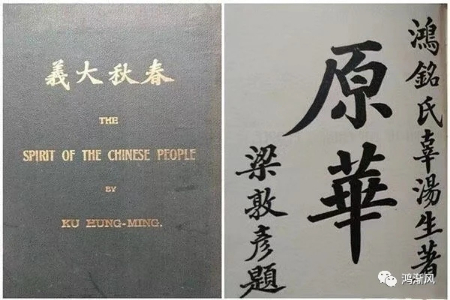 春秋大義
THE
SPIRIT OF THE CHINESE PEOPLE
BY
KU HUNG-MING.
鴻銘氏辜湯生著
原華
梁敦彥題
鸿渐风